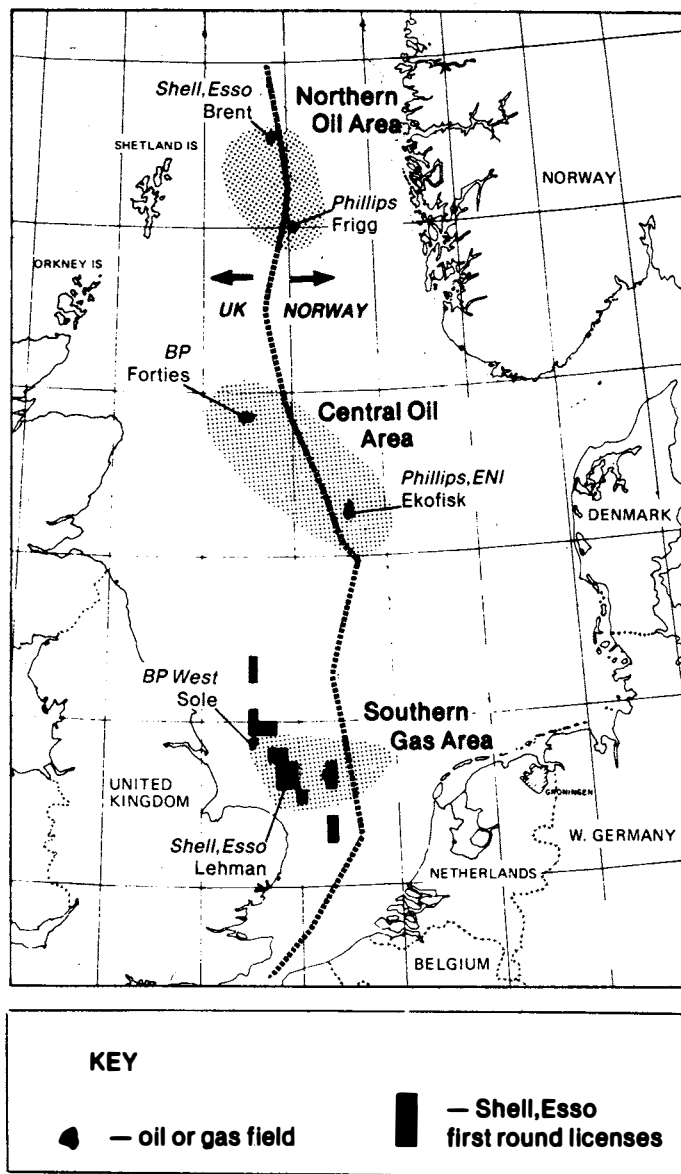 Shell,Esso
Brent
Northern
Oil Area
SHETLAND IS
NORWAY
Phillips
Frigg
ORKNEY IS
UK
NORWAY
BP
Forties
Central Oil
Area
Phillips,ENI
Ekofisk
DENMARK
BP West
Sole
Southern
Gas Area
UNITED
KINGDOM
GRONINGEN
Shell,Esso
Lehman
W. GERMANY
NETHERLANDS
BELGIUM
KEY
— oil or gas field
— Shell,Esso
first round licenses